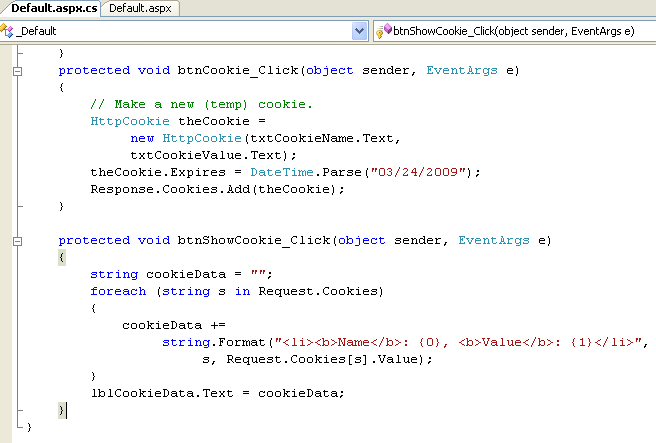 Default.aspx.cs Default.aspx
_Default btnShowCookie_Click(object sender, EventArgs e)
}
protected void btnCookie_Click(object sender, EventArgs e)
{
// Make a new (temp) cookie.
HttpCookie theCookie =
new HttpCookie(txtCookieName.Text,
txtCookieValue.Text);
theCookie.Expires = DateTime.Parse("03/24/2009");
Response.Cookies.Add(theCookie);
}
protected void btnShowCookie_Click(object sender, EventArgs e)
{
string cookieData = "";
foreach (string s in Request.Cookies)
{
cookieData +=
string.Format("<li><b>Name</b>: {0}, <b>Value</b>: {1}</li>",
s, Request.Cookies[s].Value);
}
lblCookieData.Text = cookieData;
}
}